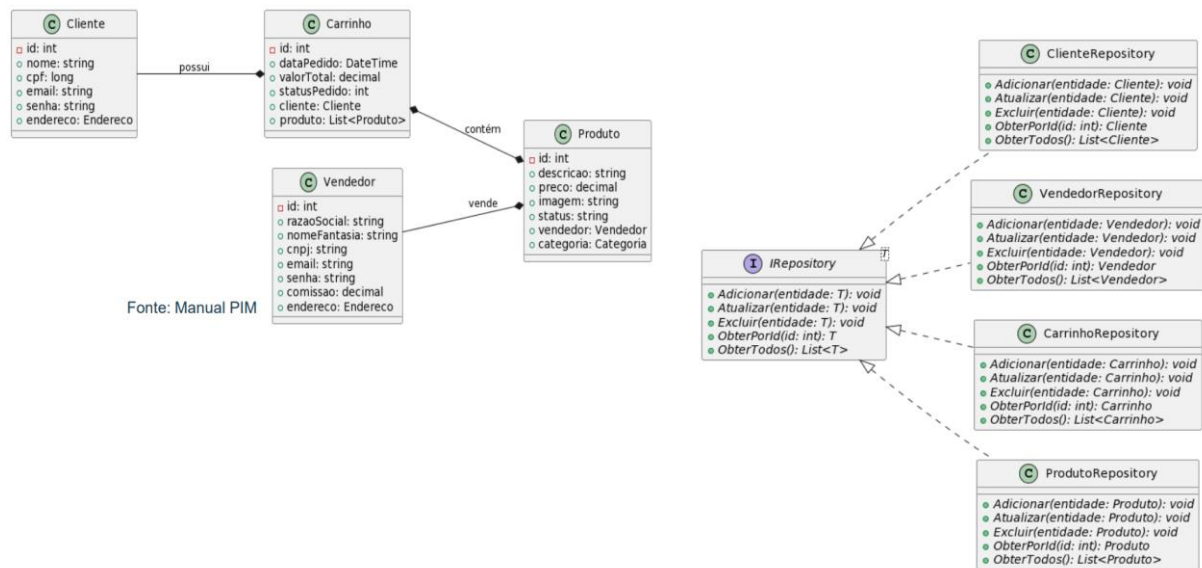 C Cliente
id: int
nome: string
cpf: long
email: string
senha: string
endereco: Endereco
possui
C Carrinho
id: int
dataPedido: DateTime
valorTotal: decimal
statusPedido: int
cliente: Cliente
produto: List<Produto>
contém
C Produto
id: int
descricao: string
preco: decimal
imagem: string
status: string
vendedor: Vendedor
categoria: Categoria
vende
C Vendedor
id: int
razaoSocial: string
nomeFantasia: string
cnpj: string
email: string
senha: string
comissao: decimal
endereco: Endereco
Fonte: Manual PIM
I IRepository
T
Adicionar(entidade: T): void
Atualizar(entidade: T): void
Excluir(entidade: T): void
ObterPorId(id: int): T
ObterTodos(): List<T>
C ClienteRepository
Adicionar(entidade: Cliente): void
Atualizar(entidade: Cliente): void
Excluir(entidade: Cliente): void
ObterPorId(id: int): Cliente
ObterTodos(): List<Cliente>
C VendedorRepository
Adicionar(entidade: Vendedor): void
Atualizar(entidade: Vendedor): void
Excluir(entidade: Vendedor): void
ObterPorId(id: int): Vendedor
ObterTodos(): List<Vendedor>
C CarrinhoRepository
Adicionar(entidade: Carrinho): void
Atualizar(entidade: Carrinho): void
Excluir(entidade: Carrinho): void
ObterPorId(id: int): Carrinho
ObterTodos(): List<Carrinho>
C ProdutoRepository
Adicionar(entidade: Produto): void
Atualizar(entidade: Produto): void
Excluir(entidade: Produto): void
ObterPorId(id: int): Produto
ObterTodos(): List<Produto>